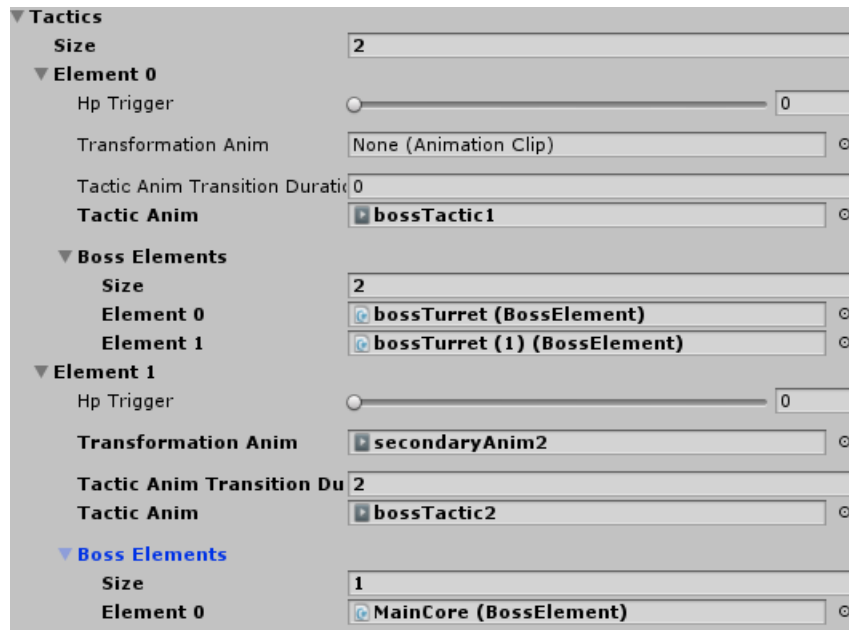 Tactics
Size 2
Element 0
Hp Trigger 0
Transformation Anim None (Animation Clip)
Tactic Anim Transition Duratio 0
Tactic Anim bossTactic1
Boss Elements
Size 2
Element 0 bossTurret (BossElement)
Element 1 bossTurret (1) (BossElement)
Element 1
Hp Trigger 0
Transformation Anim secondaryAnim2
Tactic Anim Transition Du 2
Tactic Anim bossTactic2
Boss Elements
Size 1
Element 0 MainCore (BossElement)